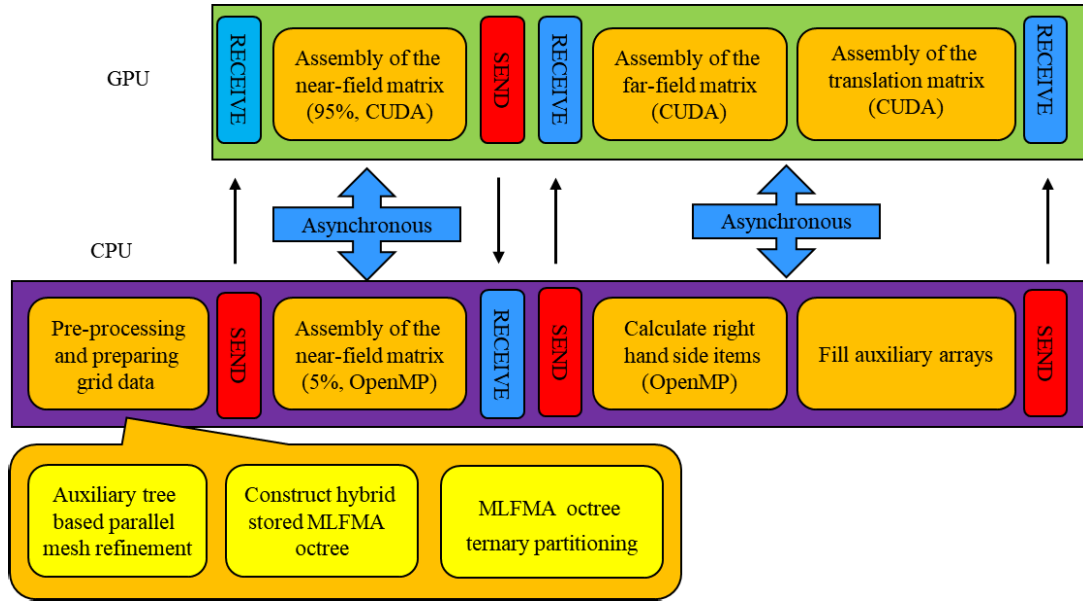 GPU
RECEIVE
Assembly of the
near-field matrix
(95%, CUDA)
SEND
RECEIVE
Assembly of the
far-field matrix
(CUDA)
Assembly of the
translation matrix
(CUDA)
RECEIVE
Asynchronous
Asynchronous
CPU
Pre-processing
and preparing
grid data
SEND
Assembly of the
near-field matrix
(5%, OpenMP)
RECEIVE
SEND
Calculate right
hand side items
(OpenMP)
Fill auxiliary arrays
SEND
Auxiliary tree
based parallel
mesh refinement
Construct hybrid
stored MLFMA
octree
MLFMA octree
ternary partitioning